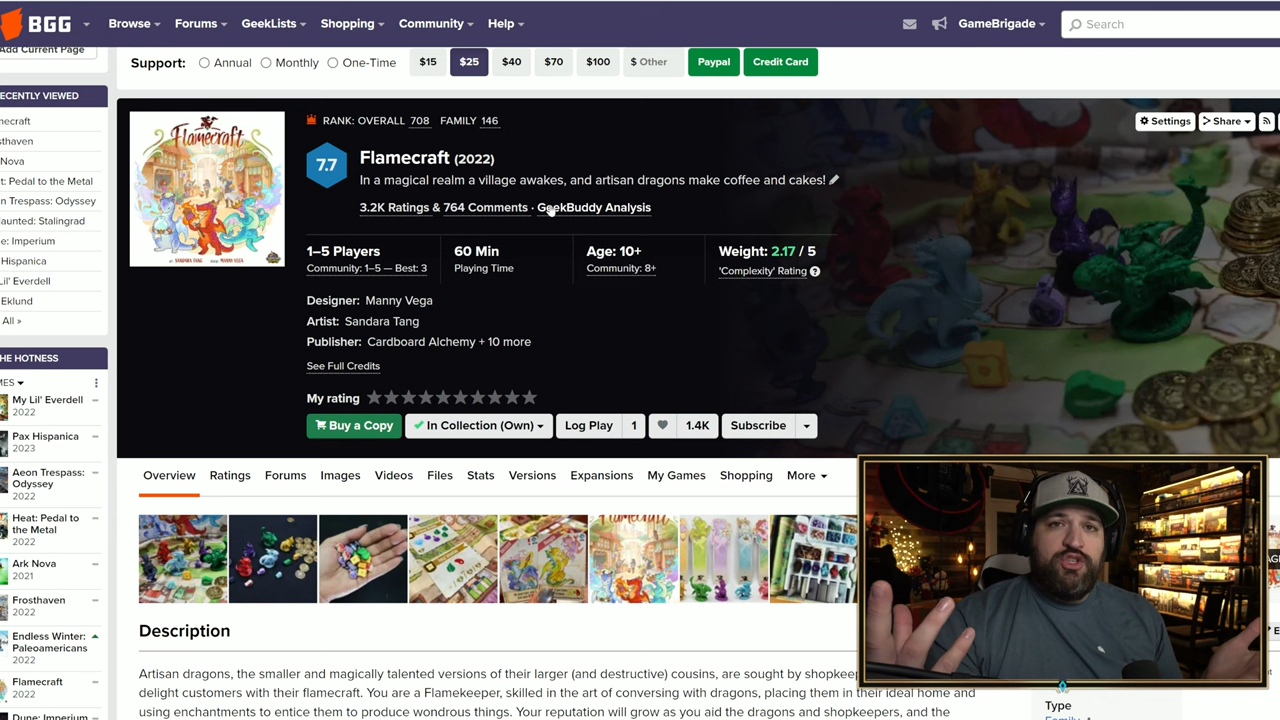 BGG
Browse
Forums
GeekLists
Shopping
Community
Help
GameBrigade
Search
Add Current Page
Support:
Annual
Monthly
One-Time
$15
$25
$40
$70
$100
$ Other
Paypal
Credit Card
ECENTLY VIEWED
mecraft
sthaven
Nova
t: Pedal to the Metal
n Trespass: Odyssey
aunted: Stalingrad
e: Imperium
Hispanica
Lil' Everdell
Eklund
All »
HE HOTNESS
MES
My Lil' Everdell
2022
Pax Hispanica
2023
Aeon Trespass:
Odyssey
2022
Heat: Pedal to
the Metal
2022
Ark Nova
2021
Frosthaven
2022
Endless Winter:
Paleoamericans
2022
Flamecraft
2022
Dune: Imperium
Flamecraft
BY SANDARA TANG
MANNY VEGA
RANK: OVERALL 708 FAMILY 146
Settings
Share
7.7
Flamecraft (2022)
In a magical realm a village awakes, and artisan dragons make coffee and cakes!
3.2K Ratings & 764 Comments · GeekBuddy Analysis
1–5 Players
Community: 1–5 — Best: 3
60 Min
Playing Time
Age: 10+
Community: 8+
Weight: 2.17 / 5
'Complexity' Rating
Designer: Manny Vega
Artist: Sandara Tang
Publisher: Cardboard Alchemy + 10 more
See Full Credits
My rating
Buy a Copy
In Collection (Own)
Log Play
1
1.4K
Subscribe
Overview
Ratings
Forums
Images
Videos
Files
Stats
Versions
Expansions
My Games
Shopping
More
Description
Artisan dragons, the smaller and magically talented versions of their larger (and destructive) cousins, are sought by shopkee
delight customers with their flamecraft. You are a Flamekeeper, skilled in the art of conversing with dragons, placing them in their ideal home and
using enchantments to entice them to produce wondrous things. Your reputation will grow as you aid the dragons and shopkeepers, and the
Type
Family